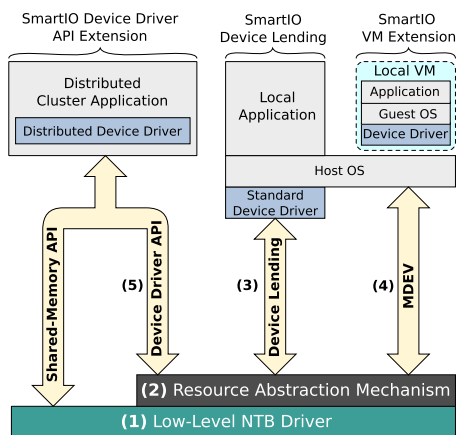 SmartIO Device Driver
API Extension
SmartIO
Device Lending
SmartIO
VM Extension
Distributed
Cluster Application
Distributed Device Driver
Local
Application
Local VM
Application
Guest OS
Device Driver
Host OS
Standard
Device Driver
Shared-Memory API
(5)
Device Driver API
(3)
Device Lending
(4)
MDEV
(2) Resource Abstraction Mechanism
(1) Low-Level NTB Driver